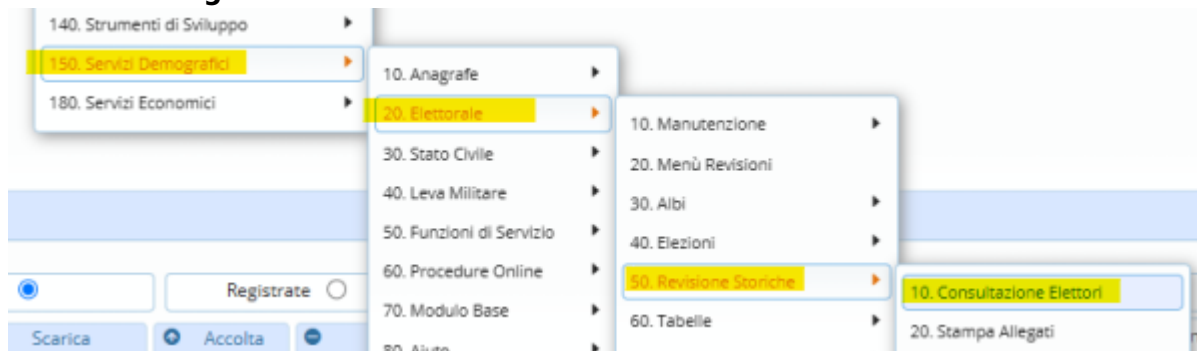 140. Strumenti di Sviluppo
150. Servizi Demografici
180. Servizi Economici
10. Anagrafe
20. Elettorale
30. Stato Civile
40. Leva Militare
50. Funzioni di Servizio
60. Procedure Online
70. Modulo Base
80. Aiuto
10. Manutenzione
20. Menù Revisioni
30. Albi
40. Elezioni
50. Revisione Storiche
60. Tabelle
10. Consultazione Elettori
20. Stampa Allegati
Registrate
Scarica
Accolta